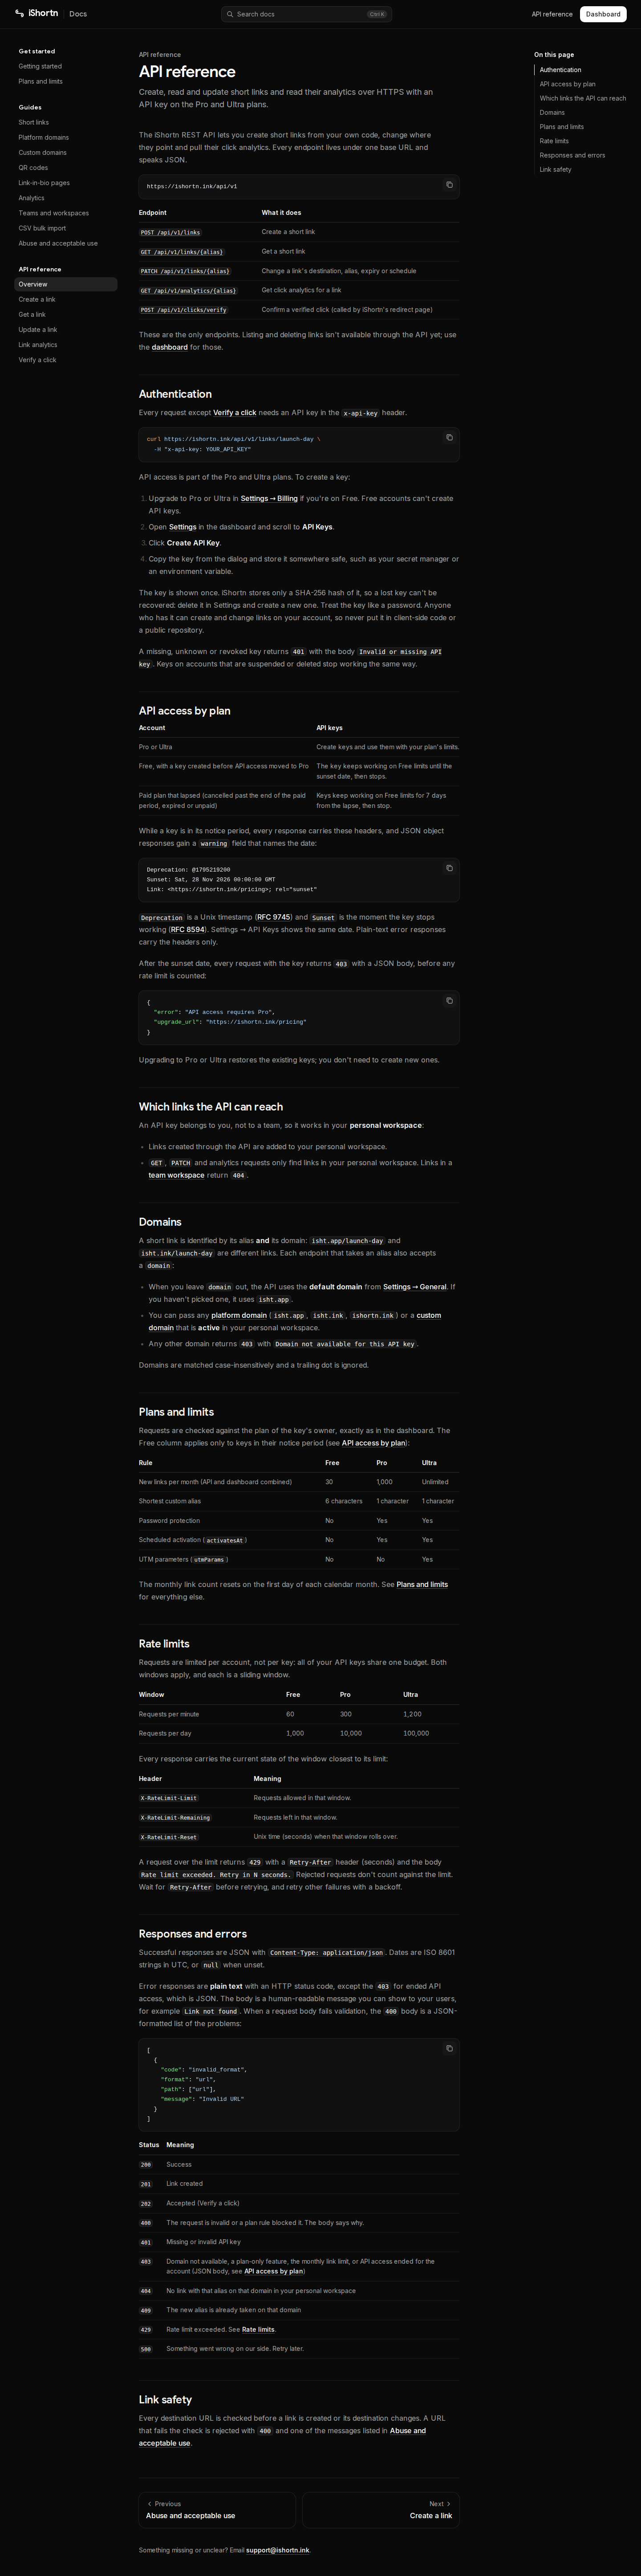 iShortn Docs
Search docs Ctrl K
API reference Dashboard
Get started
Getting started
Plans and limits
Guides
Short links
Platform domains
Custom domains
QR codes
Link-in-bio pages
Analytics
Teams and workspaces
CSV bulk import
Abuse and acceptable use
API reference
Overview
Create a link
Get a link
Update a link
Link analytics
Verify a click
API reference
API reference
Create, read and update short links and read their analytics over HTTPS with an
API key on the Pro and Ultra plans.
The iShortn REST API lets you create short links from your own code, change where
they point and pull their click analytics. Every endpoint lives under one base URL and
speaks JSON.
https://ishortn.ink/api/v1
Endpoint What it does
POST /api/v1/links Create a short link
GET /api/v1/links/{alias} Get a short link
PATCH /api/v1/links/{alias} Change a link's destination, alias, expiry or schedule
GET /api/v1/analytics/{alias} Get click analytics for a link
POST /api/v1/clicks/verify Confirm a verified click (called by iShortn's redirect page)
These are the only endpoints. Listing and deleting links isn't available through the API yet; use
the dashboard for those.
Authentication
Every request except Verify a click needs an API key in the x-api-key header.
curl https://ishortn.ink/api/v1/links/launch-day \
-H "x-api-key: YOUR_API_KEY"
API access is part of the Pro and Ultra plans. To create a key:
1. Upgrade to Pro or Ultra in Settings → Billing if you're on Free. Free accounts can't create
API keys.
2. Open Settings in the dashboard and scroll to API Keys.
3. Click Create API Key.
4. Copy the key from the dialog and store it somewhere safe, such as your secret manager or
an environment variable.
The key is shown once. iShortn stores only a SHA-256 hash of it, so a lost key can't be
recovered: delete it in Settings and create a new one. Treat the key like a password. Anyone
who has it can create and change links on your account, so never put it in client-side code or
a public repository.
A missing, unknown or revoked key returns 401 with the body Invalid or missing API
key. Keys on accounts that are suspended or deleted stop working the same way.
API access by plan
Account API keys
Pro or Ultra Create keys and use them with your plan's limits.
Free, with a key created before API access moved to Pro The key keeps working on Free limits until the
sunset date, then stops.
Paid plan that lapsed (cancelled past the end of the paid Keys keep working on Free limits for 7 days
period, expired or unpaid) from the lapse, then stop.
While a key is in its notice period, every response carries these headers, and JSON object
responses gain a warning field that names the date:
Deprecation: @1795219200
Sunset: Sat, 28 Nov 2026 00:00:00 GMT
Link: <https://ishortn.ink/pricing>; rel="sunset"
Deprecation is a Unix timestamp (RFC 9745) and Sunset is the moment the key stops
working (RFC 8594). Settings → API Keys shows the same date. Plain-text error responses
carry the headers only.
After the sunset date, every request with the key returns 403 with a JSON body, before any
rate limit is counted:
{
"error": "API access requires Pro",
"upgrade_url": "https://ishortn.ink/pricing"
}
Upgrading to Pro or Ultra restores the existing keys; you don't need to create new ones.
Which links the API can reach
An API key belongs to you, not to a team, so it works in your personal workspace:
• Links created through the API are added to your personal workspace.
• GET, PATCH and analytics requests only find links in your personal workspace. Links in a
team workspace return 404.
Domains
A short link is identified by its alias and its domain: isht.app/launch-day and
isht.ink/launch-day are different links. Each endpoint that takes an alias also accepts
a domain:
• When you leave domain out, the API uses the default domain from Settings → General. If
you haven't picked one, it uses isht.app.
• You can pass any platform domain (isht.app, isht.ink, ishortn.ink) or a custom
domain that is active in your personal workspace.
• Any other domain returns 403 with Domain not available for this API key.
Domains are matched case-insensitively and a trailing dot is ignored.
Plans and limits
Requests are checked against the plan of the key's owner, exactly as in the dashboard. The
Free column applies only to keys in their notice period (see API access by plan):
Rule Free Pro Ultra
New links per month (API and dashboard combined) 30 1,000 Unlimited
Shortest custom alias 6 characters 1 character 1 character
Password protection No Yes Yes
Scheduled activation (activatesAt) No Yes Yes
UTM parameters (utmParams) No No Yes
The monthly link count resets on the first day of each calendar month. See Plans and limits
for everything else.
Rate limits
Requests are limited per account, not per key: all of your API keys share one budget. Both
windows apply, and each is a sliding window.
Window Free Pro Ultra
Requests per minute 60 300 1,200
Requests per day 1,000 10,000 100,000
Every response carries the current state of the window closest to its limit:
Header Meaning
X-RateLimit-Limit Requests allowed in that window.
X-RateLimit-Remaining Requests left in that window.
X-RateLimit-Reset Unix time (seconds) when that window rolls over.
A request over the limit returns 429 with a Retry-After header (seconds) and the body
Rate limit exceeded. Retry in N seconds. Rejected requests don't count against the limit.
Wait for Retry-After before retrying, and retry other failures with a backoff.
Responses and errors
Successful responses are JSON with Content-Type: application/json. Dates are ISO 8601
strings in UTC, or null when unset.
Error responses are plain text with an HTTP status code, except the 403 for ended API
access, which is JSON. The body is a human-readable message you can show to your users,
for example Link not found. When a request body fails validation, the 400 body is a JSON-
formatted list of the problems:
[
{
"code": "invalid_format",
"format": "url",
"path": ["url"],
"message": "Invalid URL"
}
]
Status Meaning
200 Success
201 Link created
202 Accepted (Verify a click)
400 The request is invalid or a plan rule blocked it. The body says why.
401 Missing or invalid API key
403 Domain not available, a plan-only feature, the monthly link limit, or API access ended for the
account (JSON body, see API access by plan)
404 No link with that alias on that domain in your personal workspace
409 The new alias is already taken on that domain
429 Rate limit exceeded. See Rate limits.
500 Something went wrong on our side. Retry later.
Link safety
Every destination URL is checked before a link is created or its destination changes. A URL
that fails the check is rejected with 400 and one of the messages listed in Abuse and
acceptable use.
Previous
Abuse and acceptable use
Next
Create a link
Something missing or unclear? Email support@ishortn.ink.
On this page
Authentication
API access by plan
Which links the API can reach
Domains
Plans and limits
Rate limits
Responses and errors
Link safety